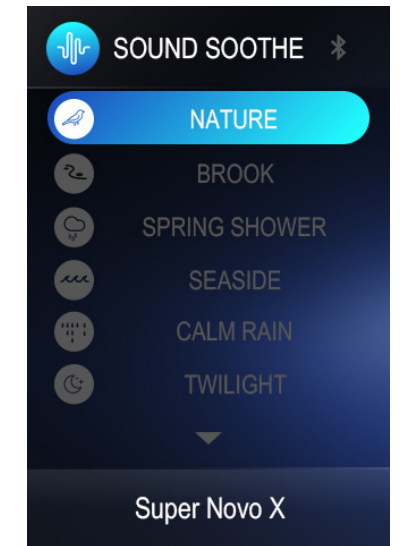 SOUND SOOTHE
NATURE
BROOK
SPRING SHOWER
SEASIDE
CALM RAIN
TWILIGHT
Super Novo X